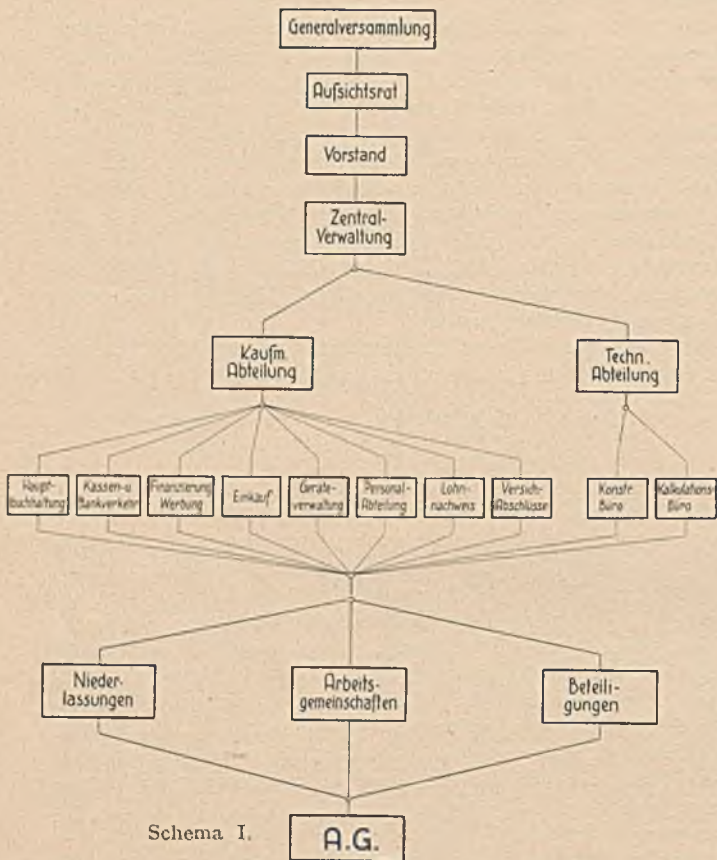 Generalversammlung
Aufsichtsrat
Vorstand
Zentral-
Verwaltung
Kaufm.
Abteilung
Techn.
Abteilung
Haupt-
buchhaltung
Kassen-u.
Bankverkehr
Finanzierung
Werbung
Einkauf
Geräte-
verwaltung
Personal-
Abteilung
Lohn-
nachweis
Versich.-
Abschlüsse
Konstr.
Büro
Kalkulations-
Büro
Nieder-
lassungen
Arbeits-
gemeinschaften
Beteili-
gungen
Schema I.
A.G.